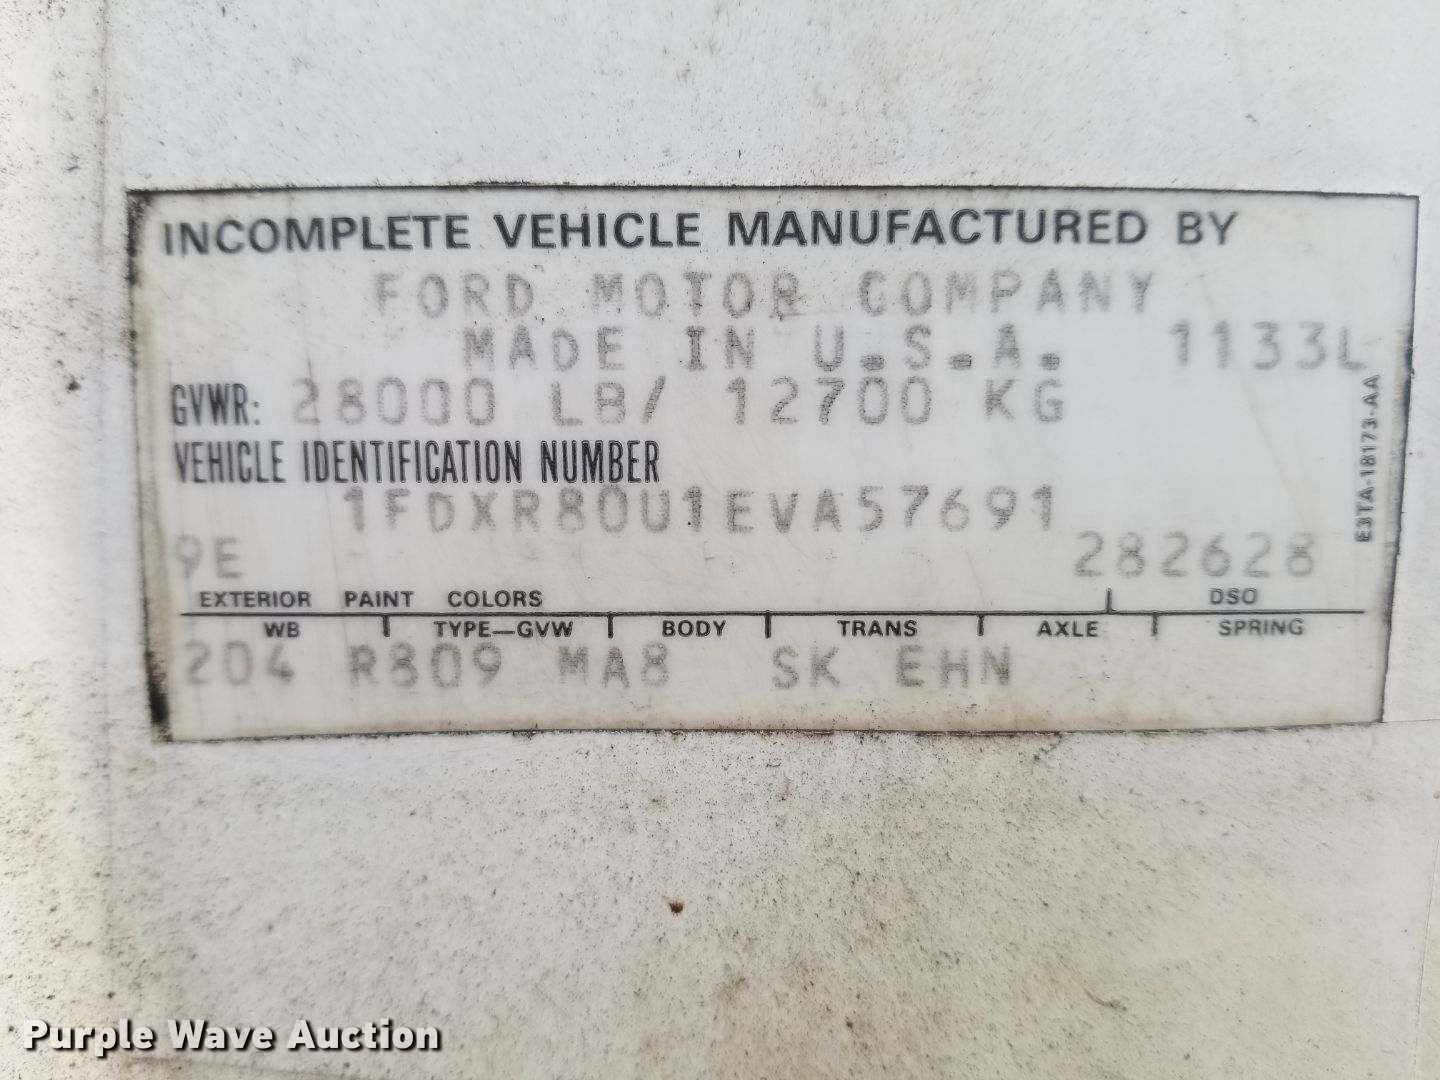 INCOMPLETE VEHICLE MANUFACTURED BY
FORD MOTOR COMPANY
MADE IN U.S.A. 1133L
GVWR: 28000 LB/ 12700 KG
VEHICLE IDENTIFICATION NUMBER
1FDXR80U1EVA57691
9E 282628
EXTERIOR PAINT COLORS DSO
WB TYPE—GVW BODY TRANS AXLE SPRING
204 R809 MA8 SK EHN
E3TA-18173-AA
Purple Wave Auction